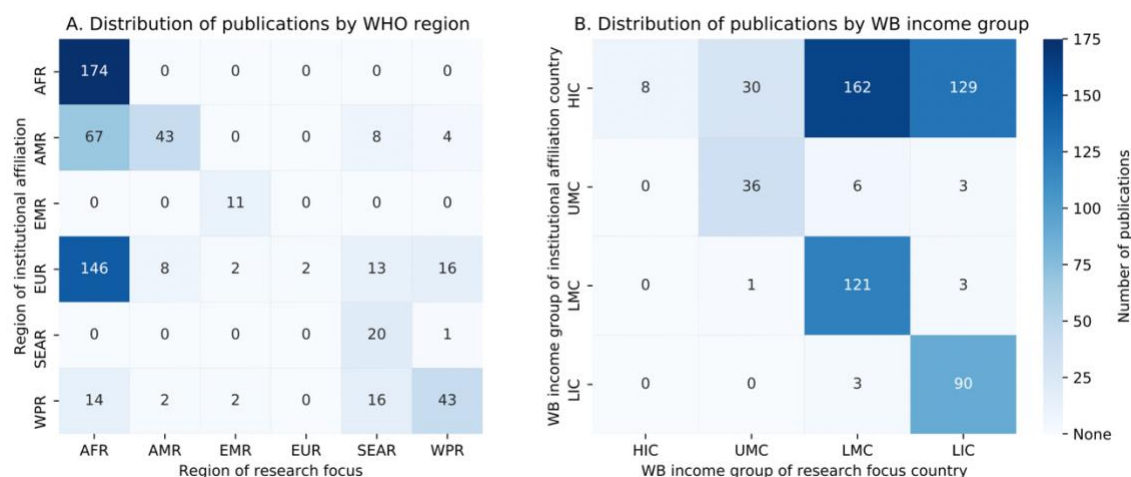 A. Distribution of publications by WHO region
Region of institutional affiliation
AFR 174 0 0 0 0 0
AMR 67 43 0 0 8 4
EMR 0 0 11 0 0 0
EUR 146 8 2 2 13 16
SEAR 0 0 0 0 20 1
WPR 14 2 2 0 16 43
AFR AMR EMR EUR SEAR WPR
Region of research focus
B. Distribution of publications by WB income group
WB income group of institutional affiliation country
HIC 8 30 162 129
UMC 0 36 6 3
LMC 0 1 121 3
LIC 0 0 3 90
HIC UMC LMC LIC
WB income group of research focus country
175
150
125
100
75
50
25
None
Number of publications